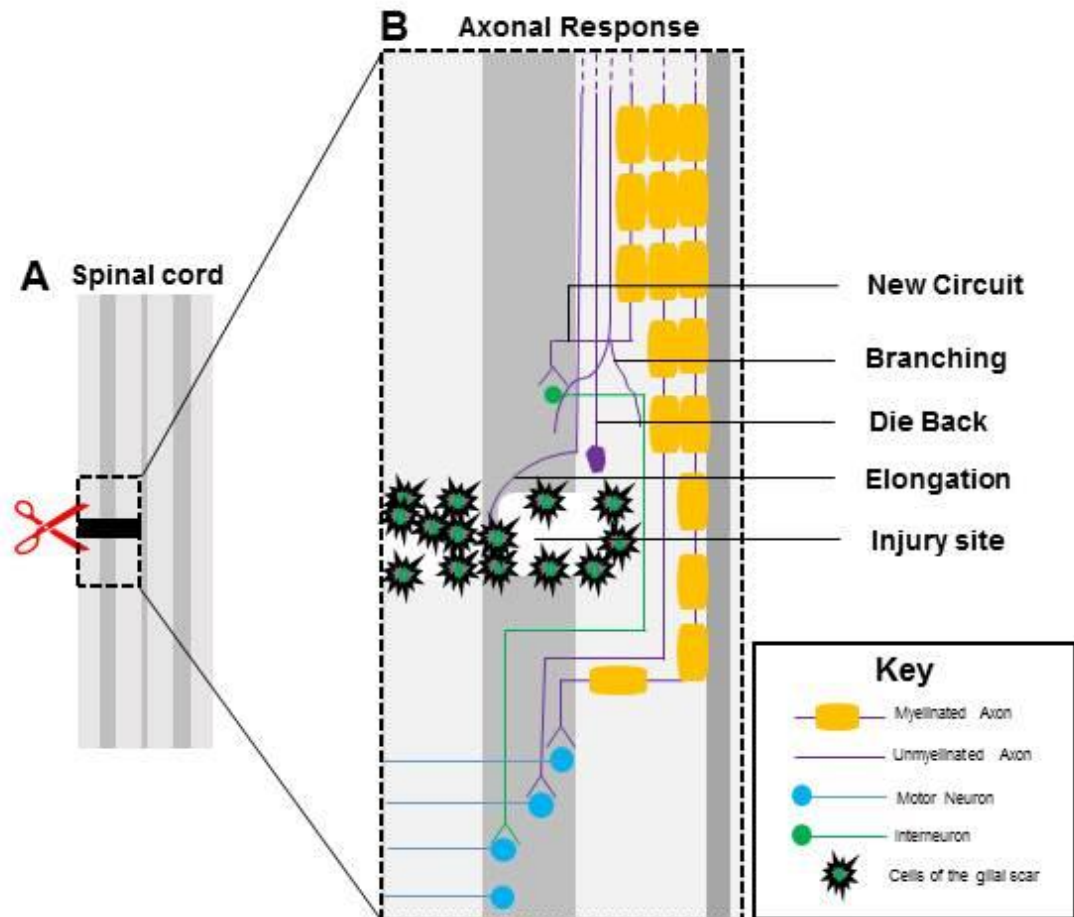 A
Spinal cord
B
Axonal Response
New Circuit
Branching
Die Back
Elongation
Injury site
Key
Myelinated Axon
Unmyelinated Axon
Motor Neuron
Interneuron
Cells of the glial scar